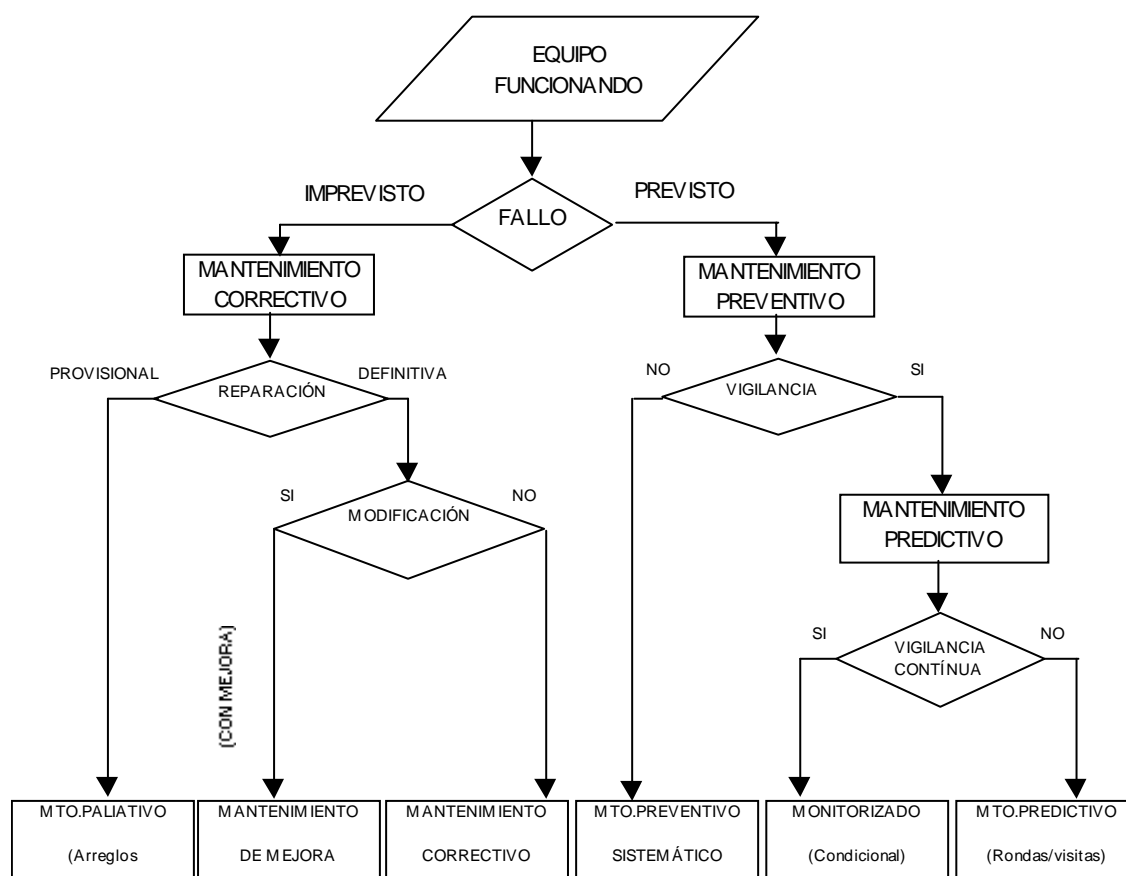 EQUIPO
FUNCIONANDO
IMPREVISTO
PREVISTO
FALLO
MANTENIMIENTO
CORRECTIVO
MANTENIMIENTO
PREVENTIVO
PROVISIONAL
DEFINITIVA
REPARACIÓN
NO
SI
VIGILANCIA
SI
NO
MODIFICACIÓN
MANTENIMIENTO
PREDICTIVO
SI
NO
VIGILANCIA
CONTÍNUA
(CON MEJORA)
MTO.PALIATIVO
(Arreglos
MANTENIMIENTO
DE MEJORA
MANTENIMIENTO
CORRECTIVO
MTO.PREVENTIVO
SISTEMÁTICO
MONITORIZADO
(Condicional)
MTO.PREDICTIVO
(Rondas/visitas)